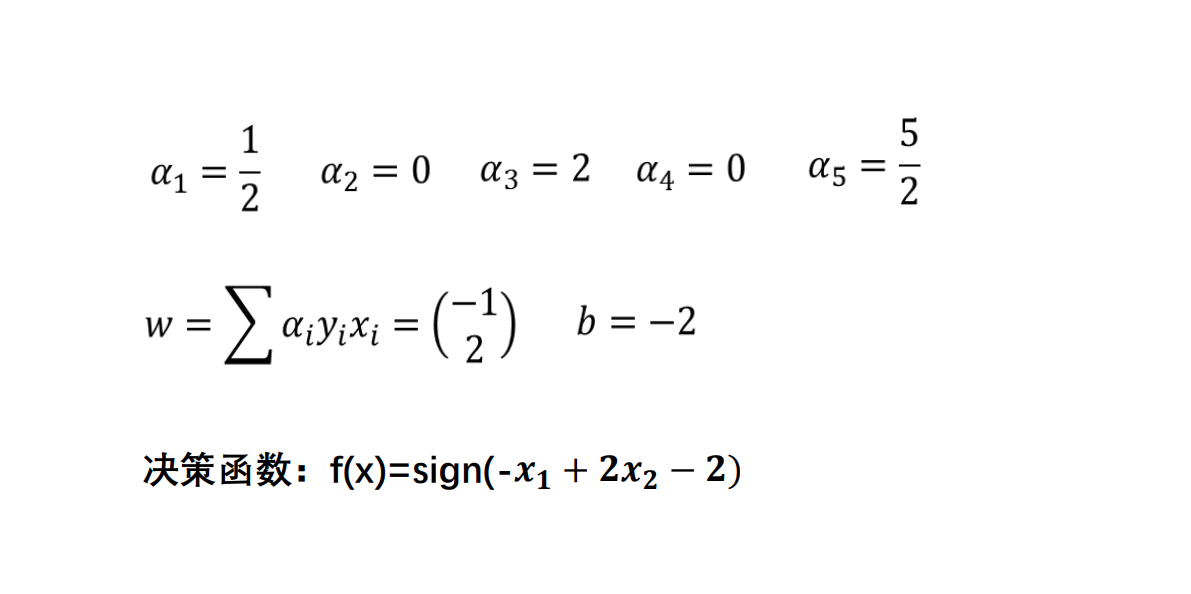 α₁ = 1/2 α₂ = 0 α₃ = 2 α₄ = 0 α₅ = 5/2
w = ∑ αᵢyᵢxᵢ = (−1 2) b = −2
决策函数：f(x)=sign(-x₁ + 2x₂ − 2)